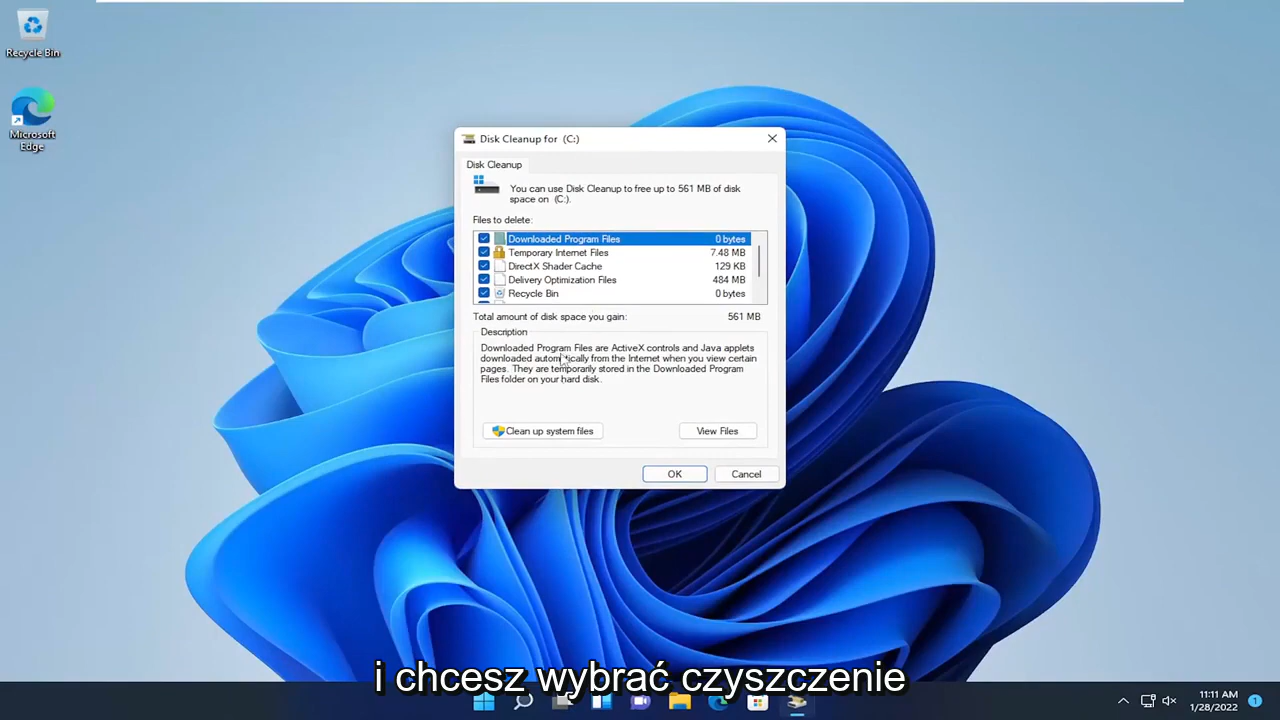 Recycle Bin
Microsoft
Edge
Disk Cleanup for (C:)
Disk Cleanup
You can use Disk Cleanup to free up to 561 MB of disk
space on (C:).
Files to delete:
Downloaded Program Files 0 bytes
Temporary Internet Files 7.48 MB
DirectX Shader Cache 129 KB
Delivery Optimization Files 484 MB
Recycle Bin 0 bytes
Total amount of disk space you gain: 561 MB
Description
Downloaded Program Files are ActiveX controls and Java applets
downloaded automatically from the Internet when you view certain
pages. They are temporarily stored in the Downloaded Program
Files folder on your hard disk.
Clean up system files View Files
OK Cancel
i chcesz wybrać czyszczenie
11:11 AM
1/28/2022
1